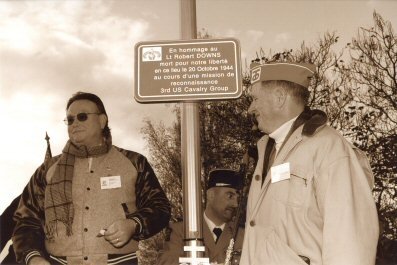 En hommage au
Lt Robert DOWNS
mort pour notre liberté
en ce lieu le 20 Octobre 1944
au cours d'une mission de
reconnaissance
3rd US Cavalry Group